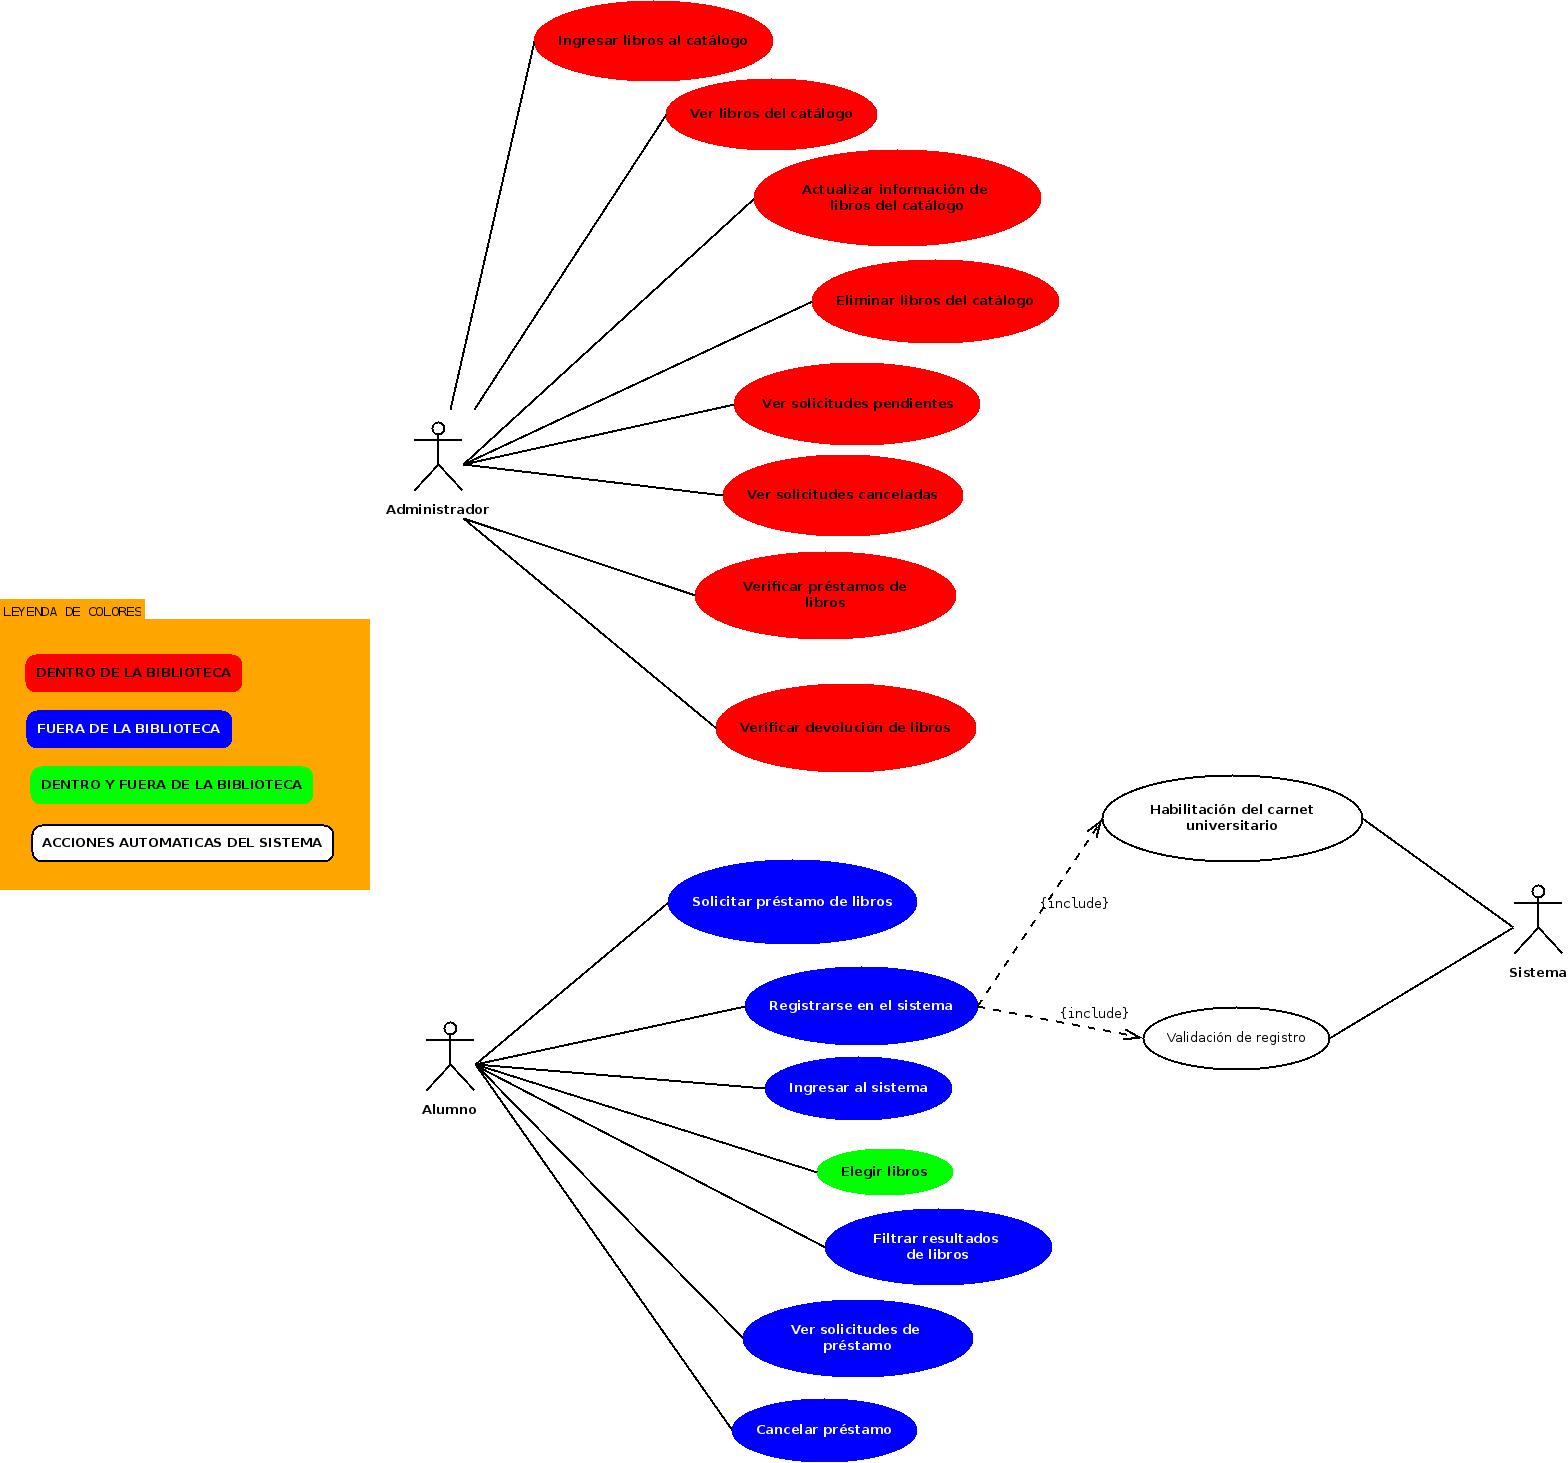 Ingresar libros al catálogo
Ver libros del catálogo
Actualizar información de
libros del catálogo
Eliminar libros del catálogo
Ver solicitudes pendientes
Ver solicitudes canceladas
Administrador
Verificar préstamos de
libros
Verificar devolución de libros
LEYENDA DE COLORES
DENTRO DE LA BIBLIOTECA
FUERA DE LA BIBLIOTECA
DENTRO Y FUERA DE LA BIBLIOTECA
ACCIONES AUTOMATICAS DEL SISTEMA
Habilitación del carnet
universitario
Solicitar préstamo de libros
{include}
Sistema
Registrarse en el sistema
{include}
Validación de registro
Ingresar al sistema
Alumno
Elegir libros
Filtrar resultados
de libros
Ver solicitudes de
préstamo
Cancelar préstamo